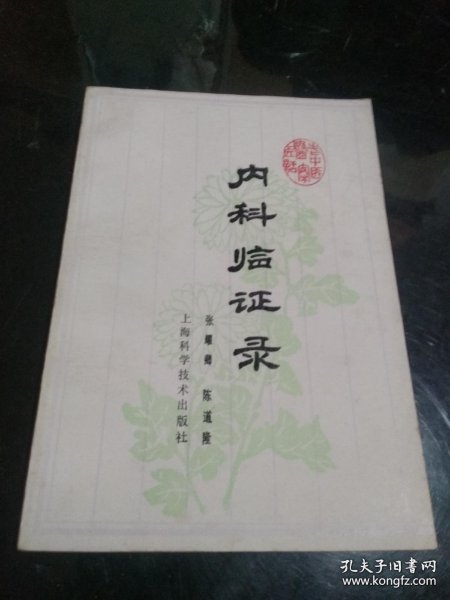 内科临证录
张耀卿 陈道隆
上海科学技术出版社
孔夫子旧书网
www.kongfz.com